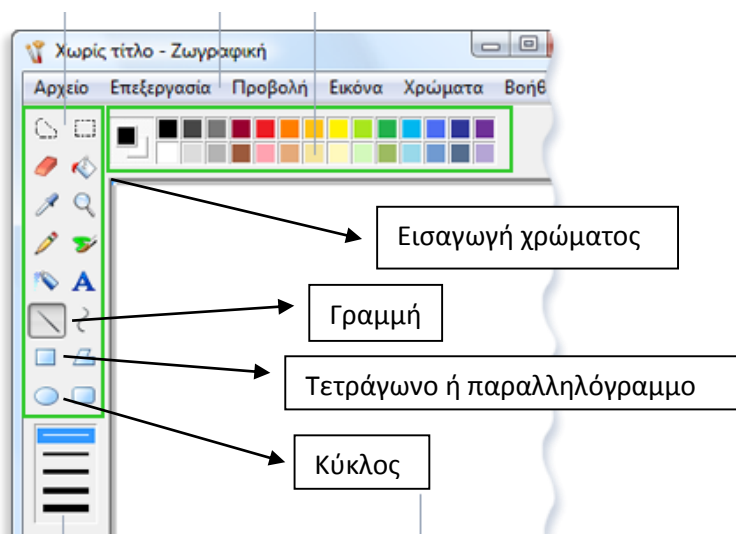 Χωρίς τίτλο - Ζωγραφική
Αρχείο Επεξεργασία Προβολή Εικόνα Χρώματα Βοήθ
A
Εισαγωγή χρώματος
Γραμμή
Τετράγωνο ή παραλληλόγραμμο
Κύκλος